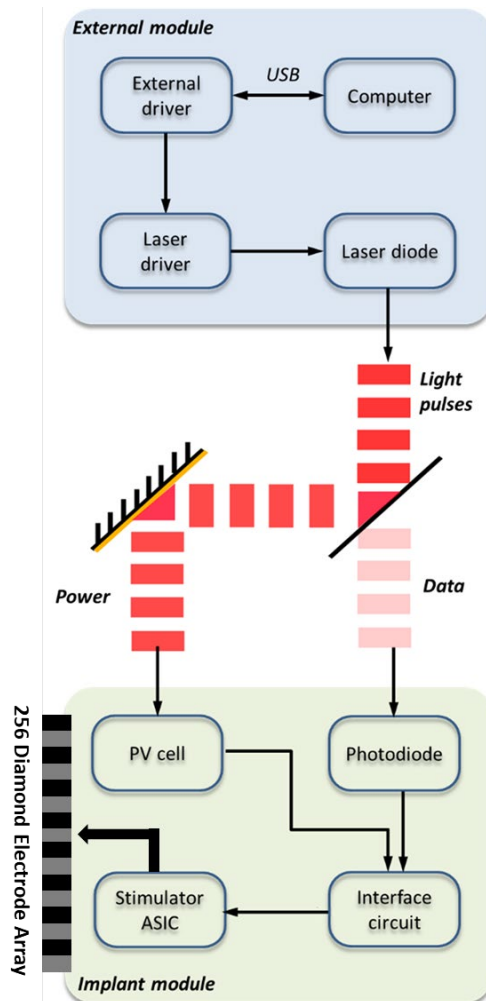 External module
External
driver
USB
Computer
Laser
driver
Laser diode
Light
pulses
Power
Data
256 Diamond Electrode Array
PV cell
Photodiode
Stimulator
ASIC
Interface
circuit
Implant module